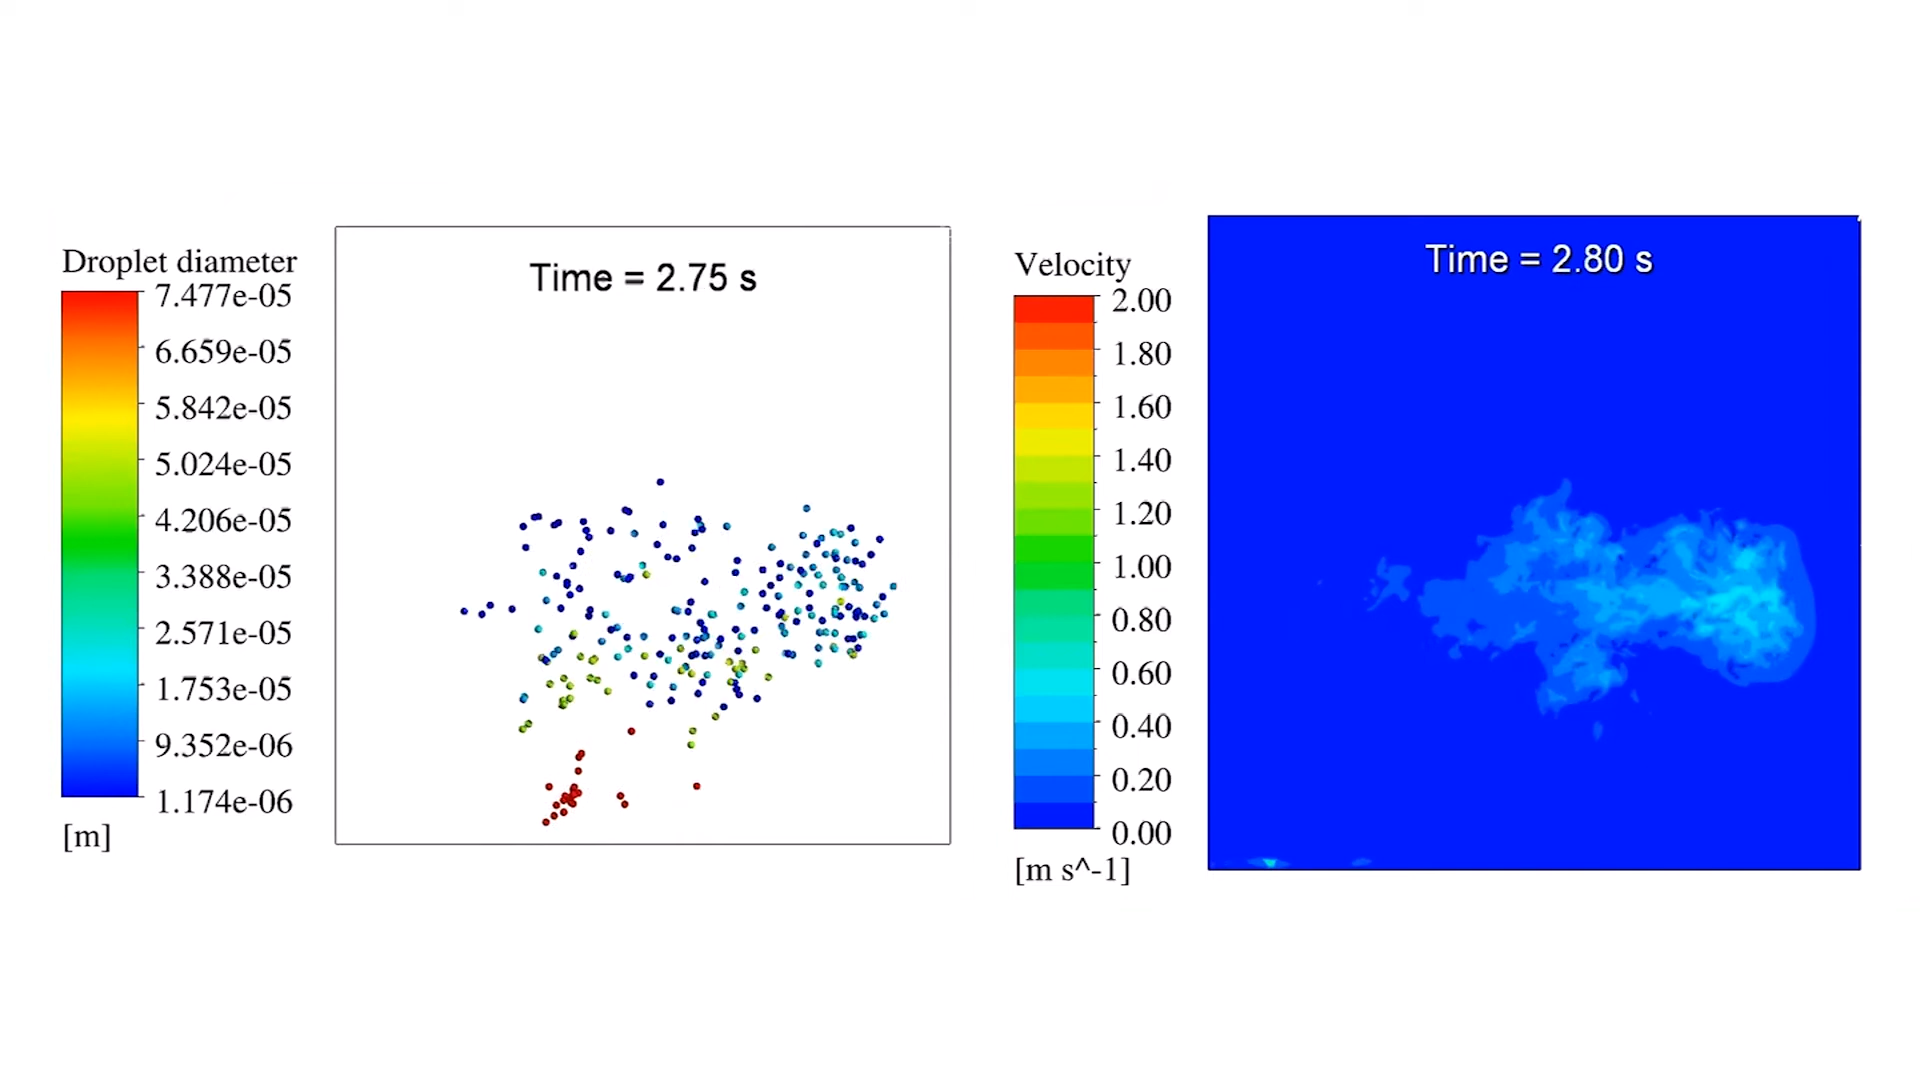 Droplet diameter
7.477e-05
6.659e-05
5.842e-05
5.024e-05
4.206e-05
3.388e-05
2.571e-05
1.753e-05
9.352e-06
1.174e-06
[m]
Time = 2.75 s
Velocity
2.00
1.80
1.60
1.40
1.20
1.00
0.80
0.60
0.40
0.20
0.00
[m s^-1]
Time = 2.80 s